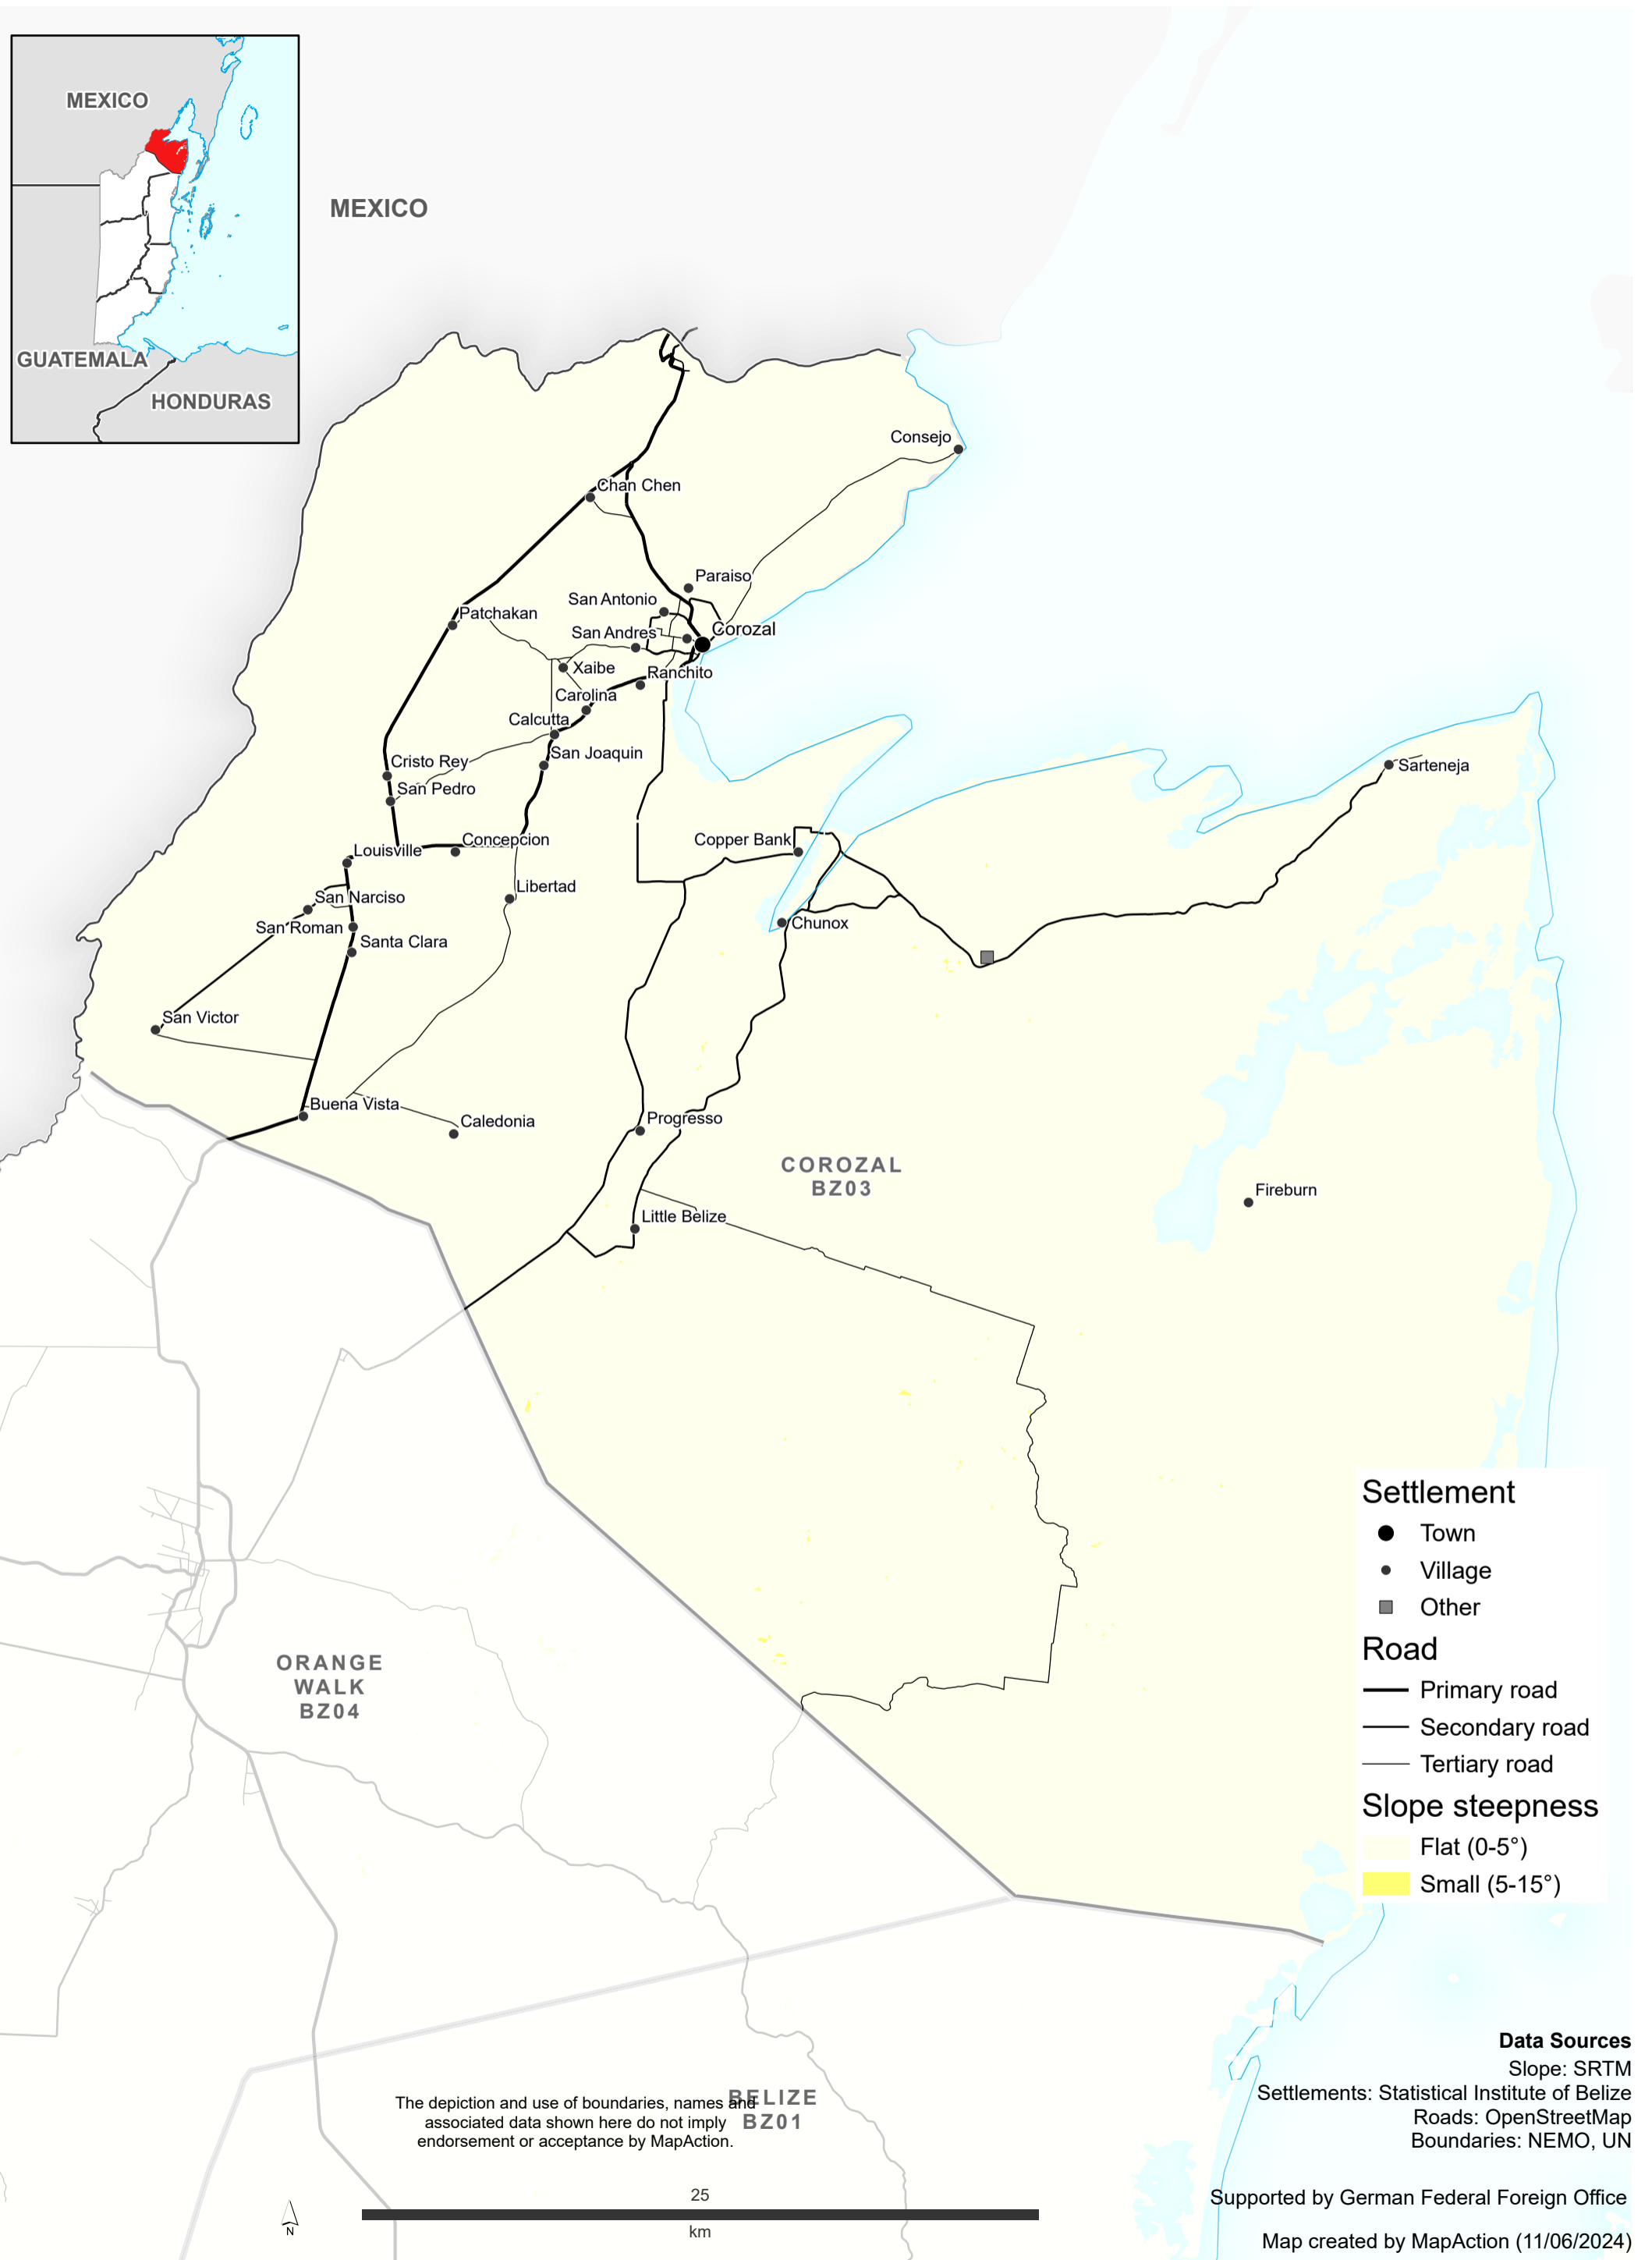 MEXICO
GUATEMALA
HONDURAS
MEXICO
Consejo
Chan Chen
Paraiso
San Antonio
Patchakan
San Andres
Corozal
Xaibe
Ranchito
Carolina
Calcutta
San Joaquin
Cristo Rey
Sarteneja
San Pedro
Concepcion
Copper Bank
Louisville
Libertad
San Narciso
San Roman
Chunox
Santa Clara
San Victor
Buena Vista
Caledonia
Progresso
COROZAL
BZ03
Fireburn
Little Belize
Settlement
Town
Village
Other
Road
Primary road
Secondary road
Tertiary road
Slope steepness
Flat (0-5°)
Small (5-15°)
ORANGE
WALK
BZ04
BELIZE
BZ01
The depiction and use of boundaries, names and
associated data shown here do not imply
endorsement or acceptance by MapAction.
Data Sources
Slope: SRTM
Settlements: Statistical Institute of Belize
Roads: OpenStreetMap
Boundaries: NEMO, UN
Supported by German Federal Foreign Office
Map created by MapAction (11/06/2024)
N
25
km